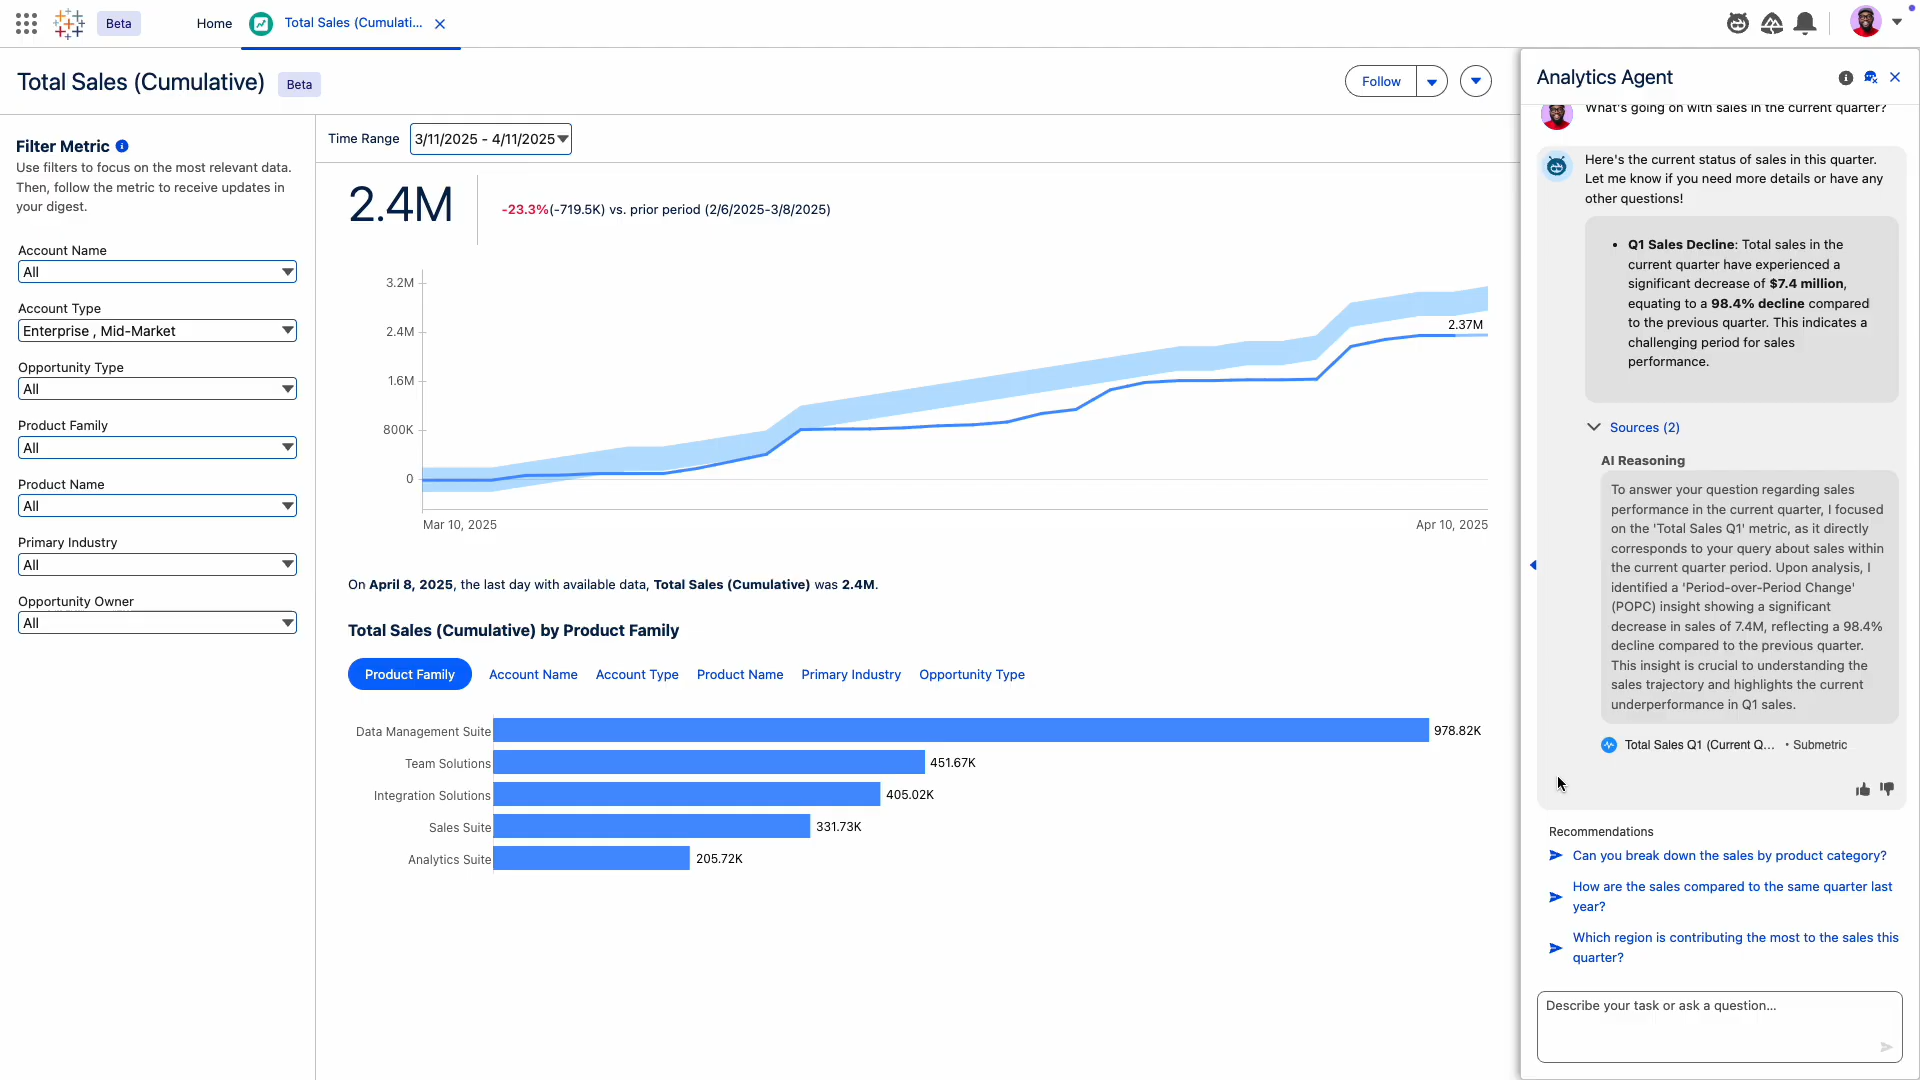 Beta
Home
Total Sales (Cumulati...
Total Sales (Cumulative)
Beta
Follow
Filter Metric
Use filters to focus on the most relevant data.
Then, follow the metric to receive updates in
your digest.
Account Name
All
Account Type
Enterprise , Mid-Market
Opportunity Type
All
Product Family
All
Product Name
All
Primary Industry
All
Opportunity Owner
All
Time Range
3/11/2025 - 4/11/2025
2.4M
-23.3%(-719.5K) vs. prior period (2/6/2025-3/8/2025)
3.2M
2.4M
1.6M
800K
0
2.37M
Mar 10, 2025
Apr 10, 2025
On April 8, 2025, the last day with available data, Total Sales (Cumulative) was 2.4M.
Total Sales (Cumulative) by Product Family
Product Family
Account Name
Account Type
Product Name
Primary Industry
Opportunity Type
Data Management Suite
978.82K
Team Solutions
451.67K
Integration Solutions
405.02K
Sales Suite
331.73K
Analytics Suite
205.72K
Analytics Agent
What's going on with sales in the current quarter?
Here's the current status of sales in this quarter.
Let me know if you need more details or have any
other questions!
• Q1 Sales Decline: Total sales in the
current quarter have experienced a
significant decrease of $7.4 million,
equating to a 98.4% decline compared
to the previous quarter. This indicates a
challenging period for sales
performance.
Sources (2)
AI Reasoning
To answer your question regarding sales
performance in the current quarter, I focused
on the 'Total Sales Q1' metric, as it directly
corresponds to your query about sales within
the current quarter period. Upon analysis, I
identified a 'Period-over-Period Change'
(POPC) insight showing a significant
decrease in sales of 7.4M, reflecting a 98.4%
decline compared to the previous quarter.
This insight is crucial to understanding the
sales trajectory and highlights the current
underperformance in Q1 sales.
Total Sales Q1 (Current Q... • Submetric
Recommendations
Can you break down the sales by product category?
How are the sales compared to the same quarter last
year?
Which region is contributing the most to the sales this
quarter?
Describe your task or ask a question...